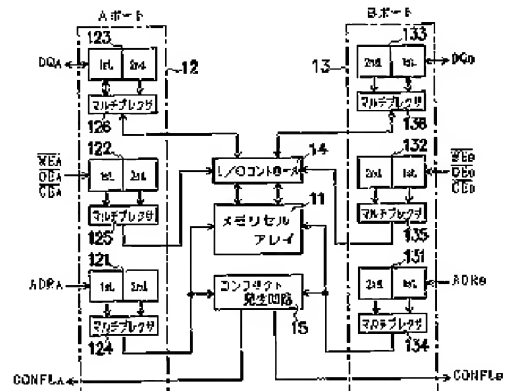 Aポート
Bポート
123
133
DQA
1st.
2nd.
12
13
2nd.
1st.
DQB
マルチプレクサ
マルチプレクサ
126
136
122
14
132
WEA
OEA
CEA
1st.
2nd.
I/Oコントロール
2nd.
1st.
WEB
OEB
CEB
11
マルチプレクサ
メモリセル
アレイ
マルチプレクサ
125
135
121
131
ADRA
1st.
2nd.
コンフリクト
発生回路
2nd.
1st.
ADRB
マルチプレクサ
15
マルチプレクサ
124
134
CONFLA
CONFLB